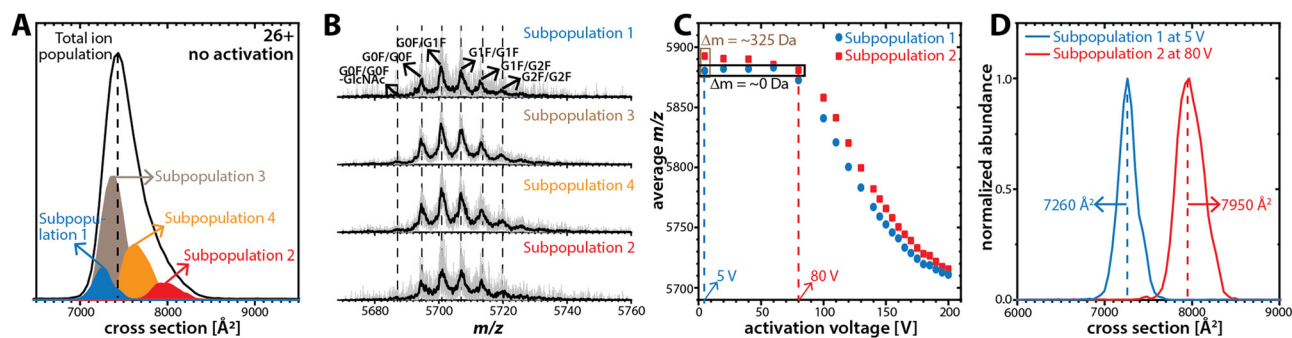 A
26+
no activation
Total ion
population
Subpopulation 3
Subpopulation 4
Subpopu-
lation 1
Subpopulation 2
7000
8000
9000
cross section [Å²]
B
Subpopulation 1
G0F/G1F
G0F/G0F
G0F/G0F
-GlcNAc
G1F/G1F
G1F/G2F
G2F/G2F
Subpopulation 3
Subpopulation 4
Subpopulation 2
5680
5700
5720
5740
5760
m/z
C
Δm = ~325 Da
Subpopulation 1
Subpopulation 2
Δm = ~0 Da
5900
5850
5800
5750
5700
average m/z
5 V
80 V
0
50
100
150
200
activation voltage [V]
D
Subpopulation 1 at 5 V
Subpopulation 2 at 80 V
1.0
0.5
0.0
normalized abundance
7260 Å²
7950 Å²
6000
7000
8000
9000
cross section [Å²]